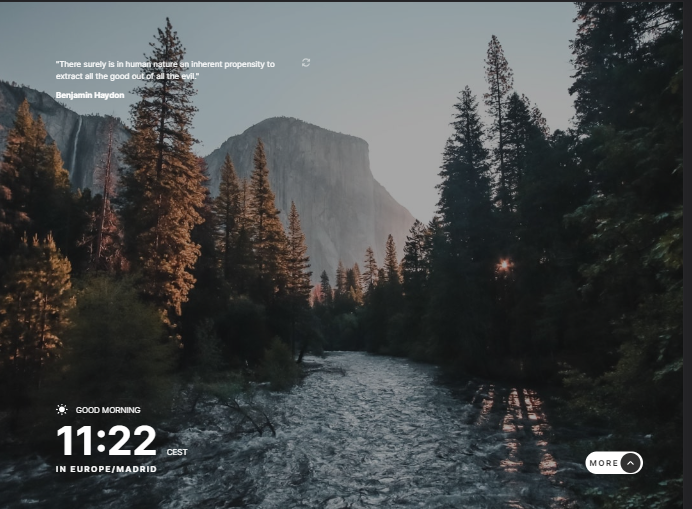 "There surely is in human nature an inherent propensity to
extract all the good out of all the evil."
Benjamin Haydon
GOOD MORNING
11:22 CEST
IN EUROPE/MADRID
MORE